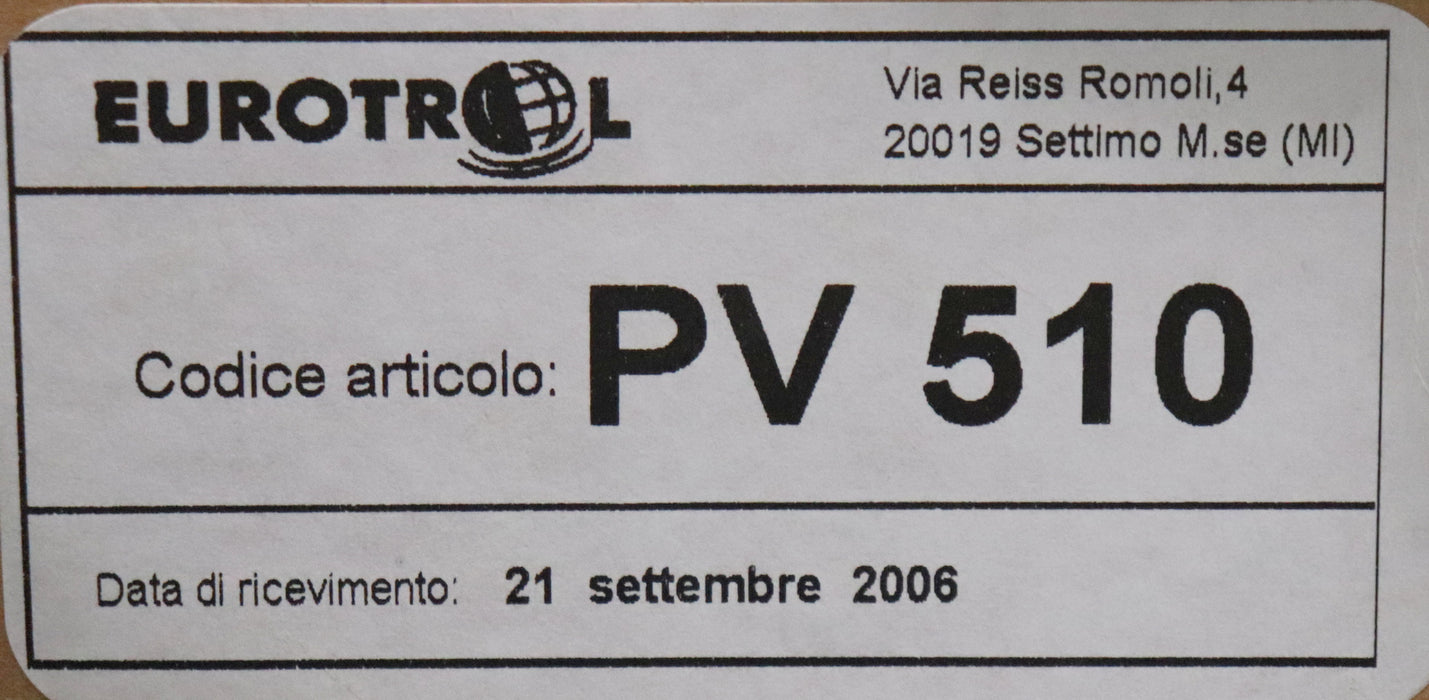 EUROTROL
Via Reiss Romoli,4
20019 Settimo M.se (MI)
Codice articolo: PV 510
Data di ricevimento: 21 settembre 2006